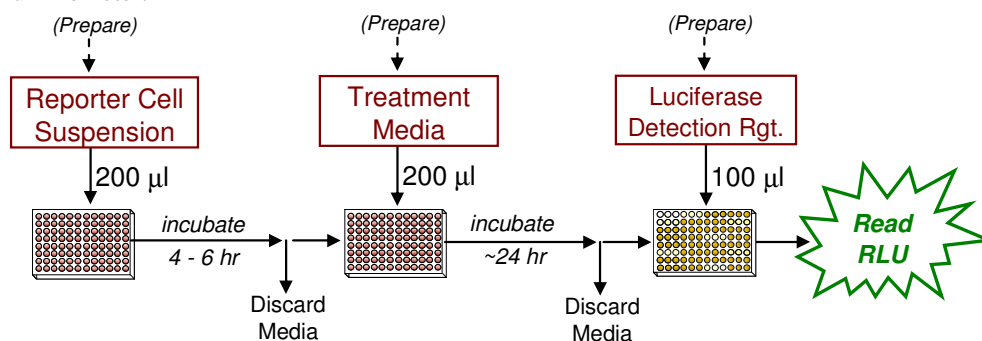 (Prepare)
(Prepare)
(Prepare)
Reporter Cell
Suspension
Treatment
Media
Luciferase
Detection Rgt.
200 μl
200 μl
100 μl
incubate
4 - 6 hr
incubate
~24 hr
Read
RLU
Discard
Media
Discard
Media